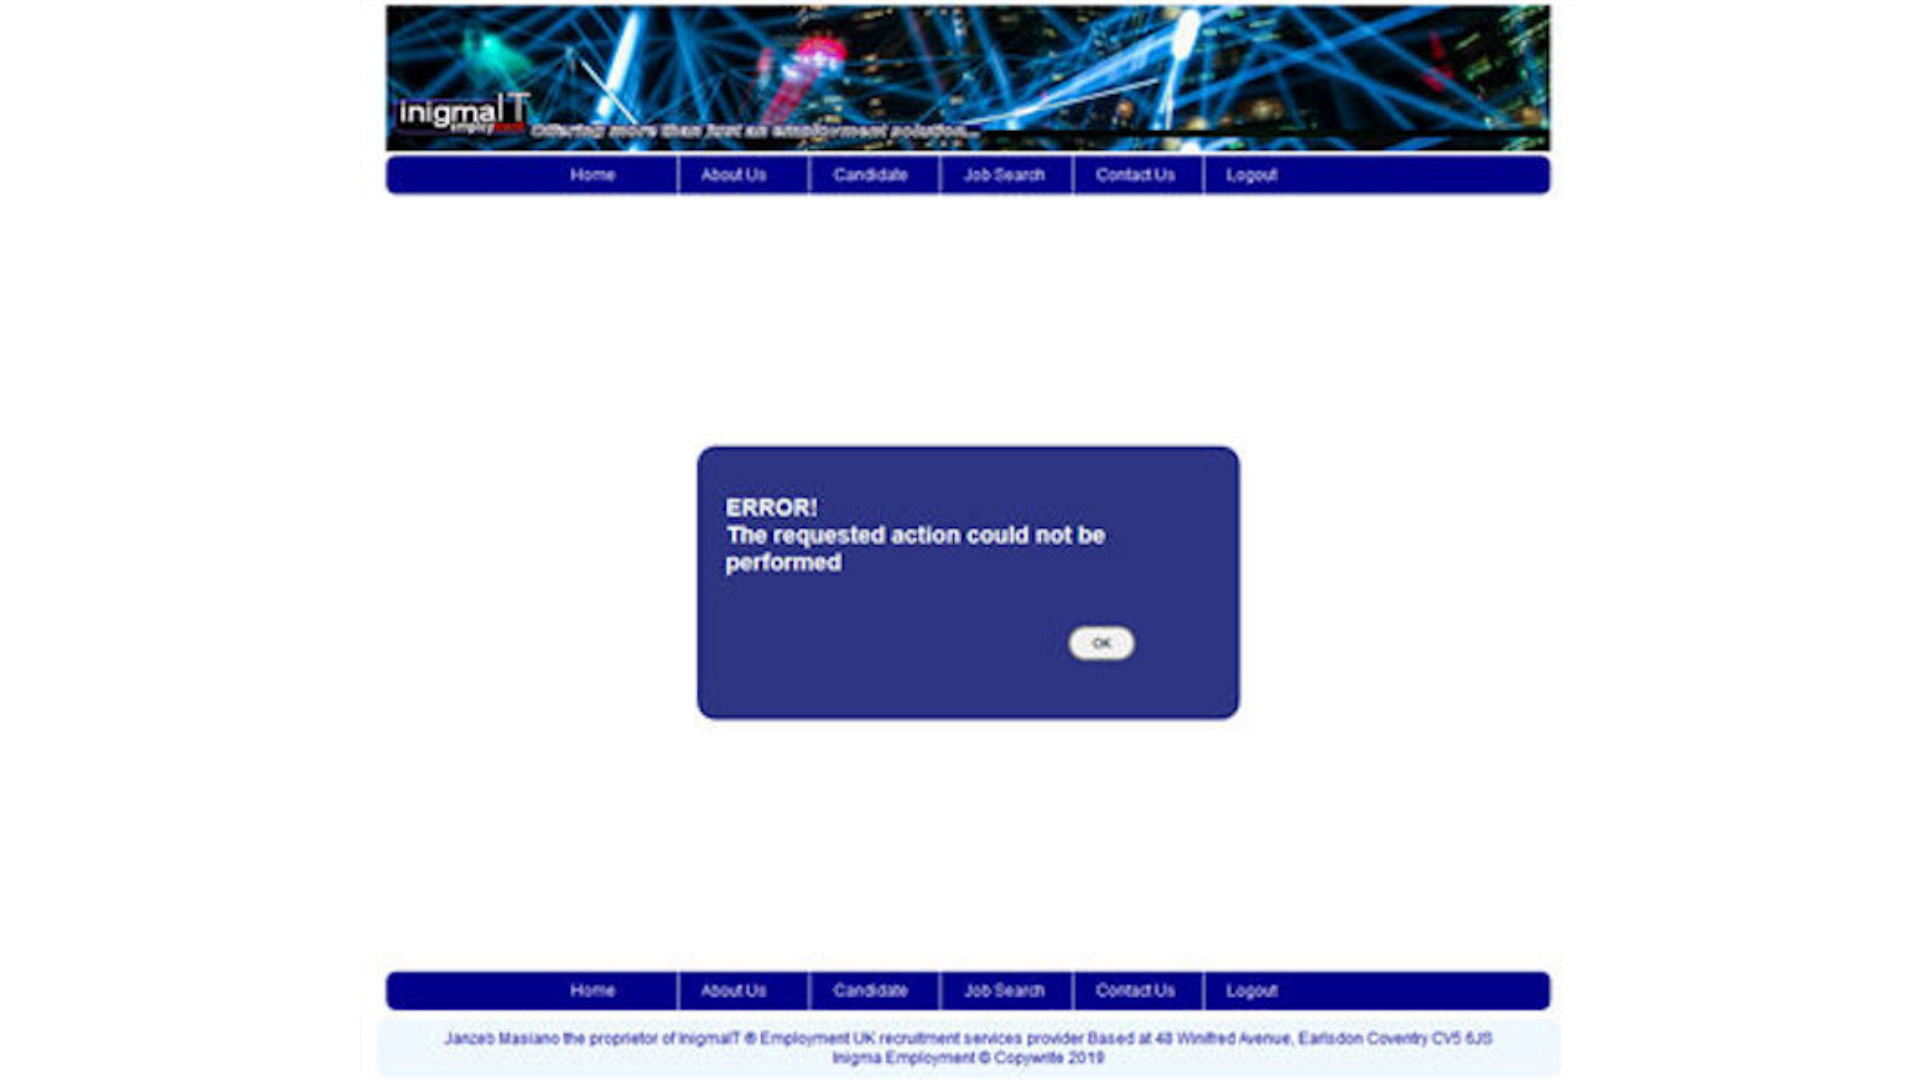 inigmaIT
employment
Offering more than just an employment solution...
Home About Us Candidate Job Search Contact Us Logout
ERROR!
The requested action could not be
performed
OK
Home About Us Candidate Job Search Contact Us Logout
Janzeb Masiano the proprietor of InigmaIT ® Employment UK recruitment services provider Based at 48 Winifred Avenue, Earlsdon Coventry CV5 6JS
Inigma Employment © Copywrite 2019